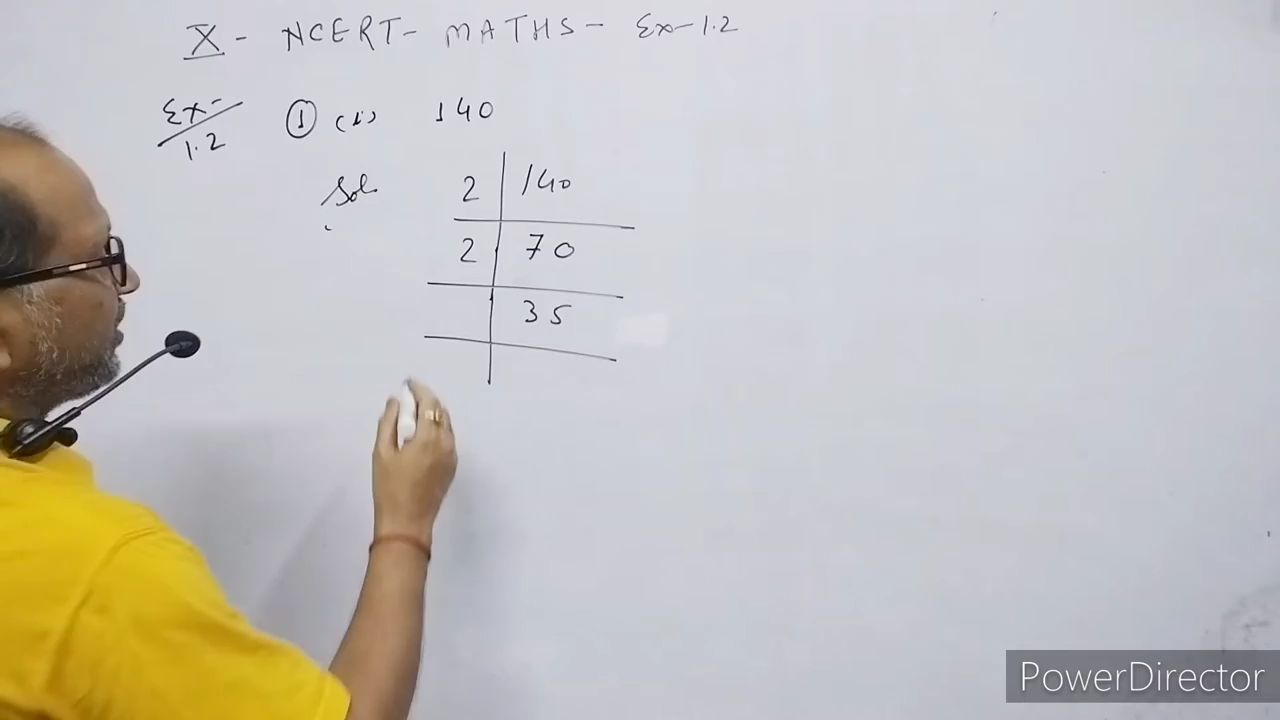 X - NCERT - MATHS - Ex-1.2
Ex- 1.2 ① (i) 140
Sol
2 | 140
2 | 70
35
PowerDirector